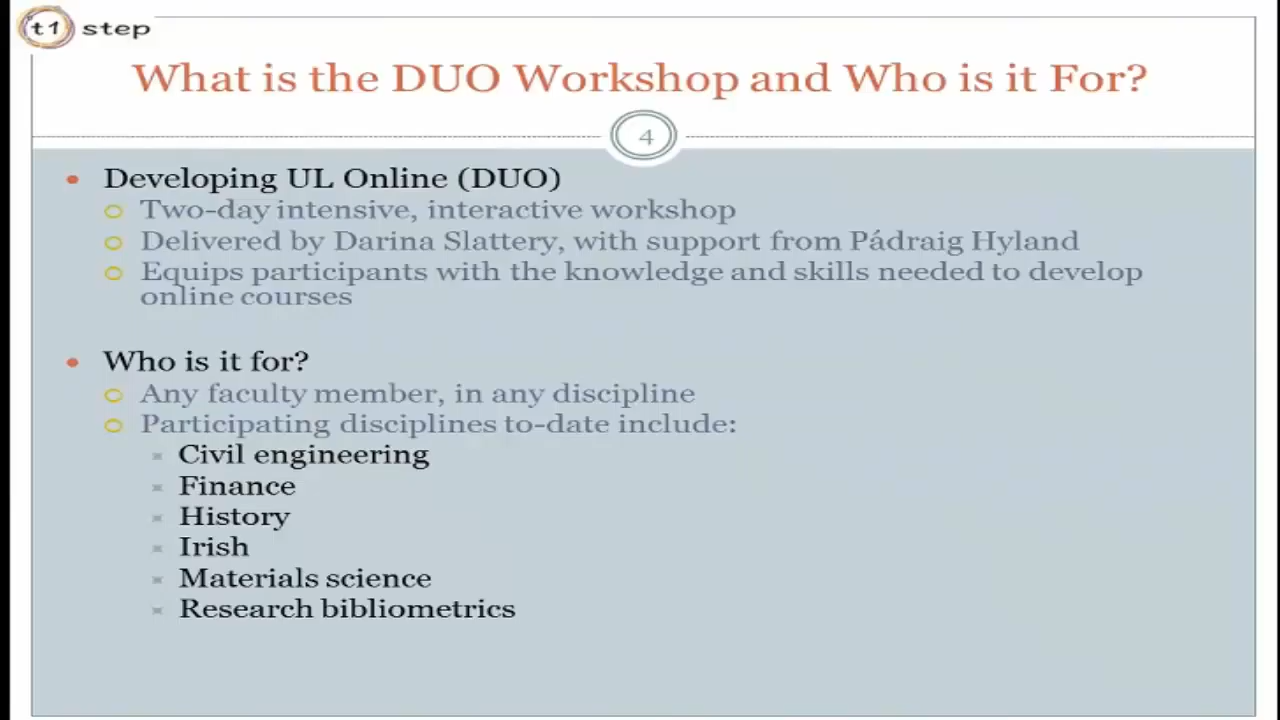 t1 step
What is the DUO Workshop and Who is it For?
4
Developing UL Online (DUO)
Two-day intensive, interactive workshop
Delivered by Darina Slattery, with support from Pádraig Hyland
Equips participants with the knowledge and skills needed to develop
online courses
Who is it for?
Any faculty member, in any discipline
Participating disciplines to-date include:
Civil engineering
Finance
History
Irish
Materials science
Research bibliometrics